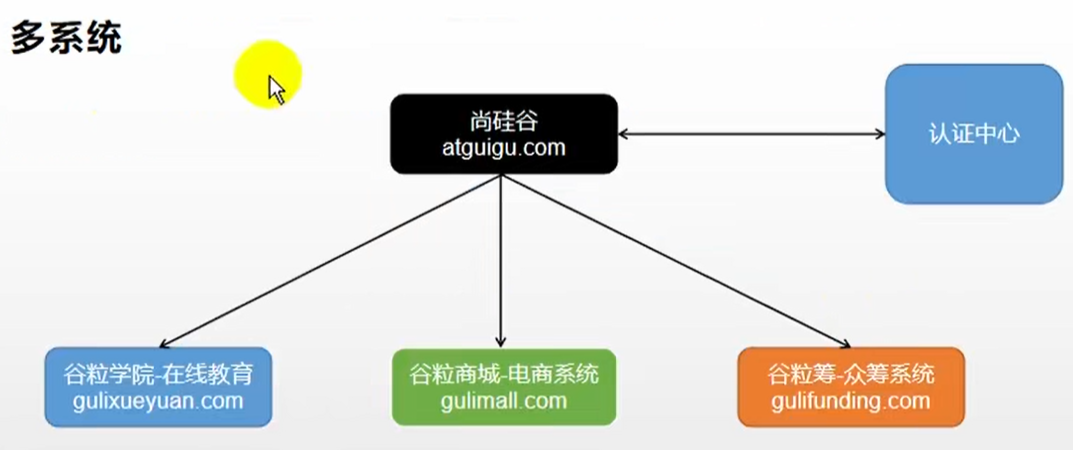 多系统
尚硅谷
atguigu.com
认证中心
谷粒学院-在线教育
gulixueyuan.com
谷粒商城-电商系统
gulimall.com
谷粒筹-众筹系统
gulifunding.com